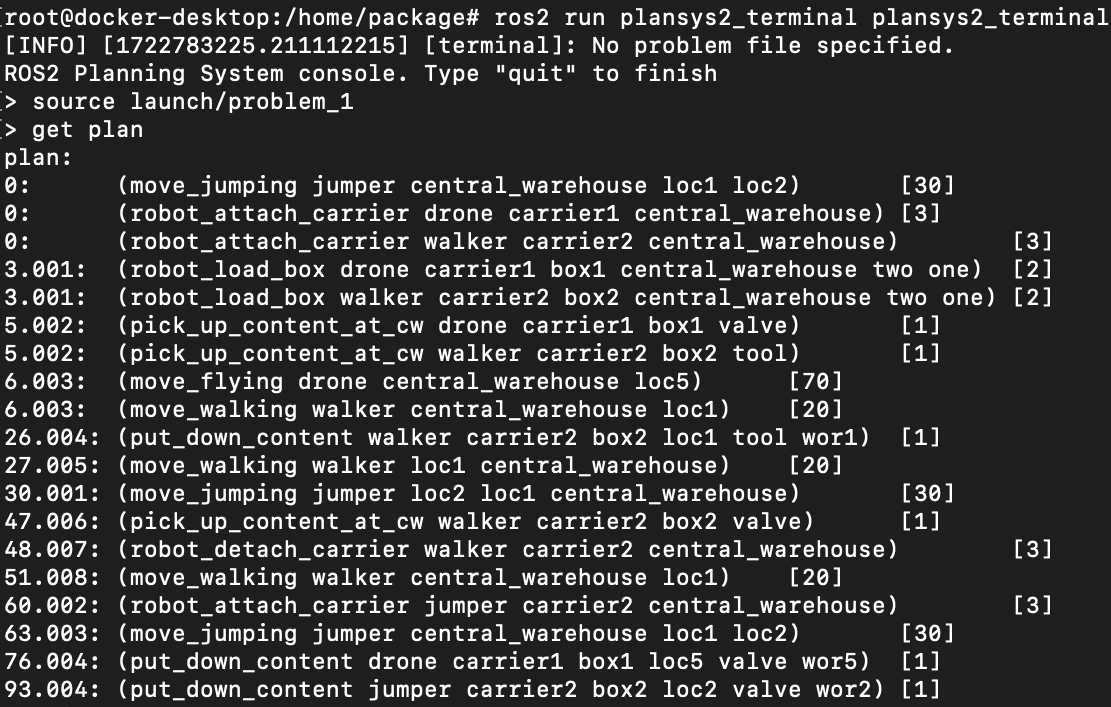 [root@docker-desktop:/home/package# ros2 run plansys2_terminal plansys2_terminal
[INFO] [1722783225.211112215] [terminal]: No problem file specified.
ROS2 Planning System console. Type "quit" to finish
[> source launch/problem_1
[> get plan
plan:
0:      (move_jumping jumper central_warehouse loc1 loc2)       [30]
0:      (robot_attach_carrier drone carrier1 central_warehouse) [3]
0:      (robot_attach_carrier walker carrier2 central_warehouse)        [3]
3.001:  (robot_load_box drone carrier1 box1 central_warehouse two one)  [2]
3.001:  (robot_load_box walker carrier2 box2 central_warehouse two one) [2]
5.002:  (pick_up_content_at_cw drone carrier1 box1 valve)       [1]
5.002:  (pick_up_content_at_cw walker carrier2 box2 tool)       [1]
6.003:  (move_flying drone central_warehouse loc5)      [70]
6.003:  (move_walking walker central_warehouse loc1)    [20]
26.004: (put_down_content walker carrier2 box2 loc1 tool wor1)  [1]
27.005: (move_walking walker loc1 central_warehouse)    [20]
30.001: (move_jumping jumper loc2 loc1 central_warehouse)       [30]
47.006: (pick_up_content_at_cw walker carrier2 box2 valve)      [1]
48.007: (robot_detach_carrier walker carrier2 central_warehouse)        [3]
51.008: (move_walking walker central_warehouse loc1)    [20]
60.002: (robot_attach_carrier jumper carrier2 central_warehouse)        [3]
63.003: (move_jumping jumper central_warehouse loc1 loc2)       [30]
76.004: (put_down_content drone carrier1 box1 loc5 valve wor5)  [1]
93.004: (put_down_content jumper carrier2 box2 loc2 valve wor2) [1]